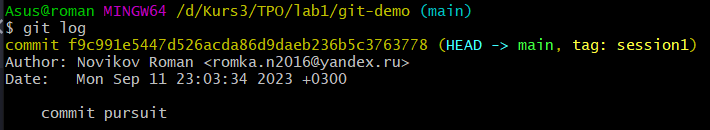 Asus@roman MINGW64 /d/Kurs3/TPO/lab1/git-demo (main)
$ git log
commit f9c991e5447d526acda86d9daeb236b5c3763778 (HEAD -> main, tag: session1)
Author: Novikov Roman <romka.n2016@yandex.ru>
Date:   Mon Sep 11 23:03:34 2023 +0300
    commit pursuit